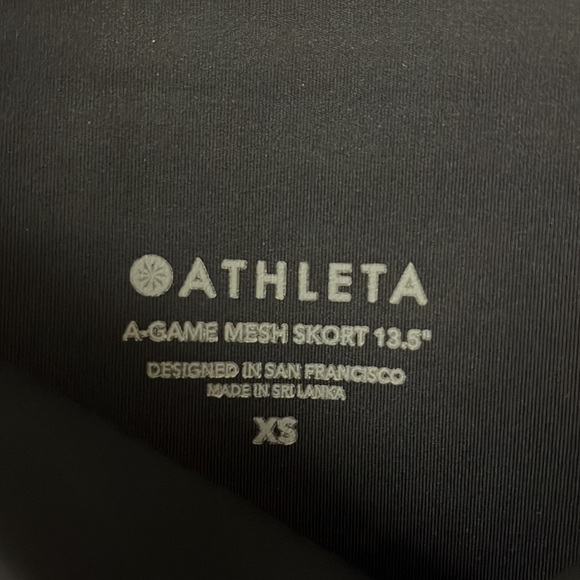 ATHLETA
A-GAME MESH SKORT 13.5"
DESIGNED IN SAN FRANCISCO
MADE IN SRI LANKA
XS